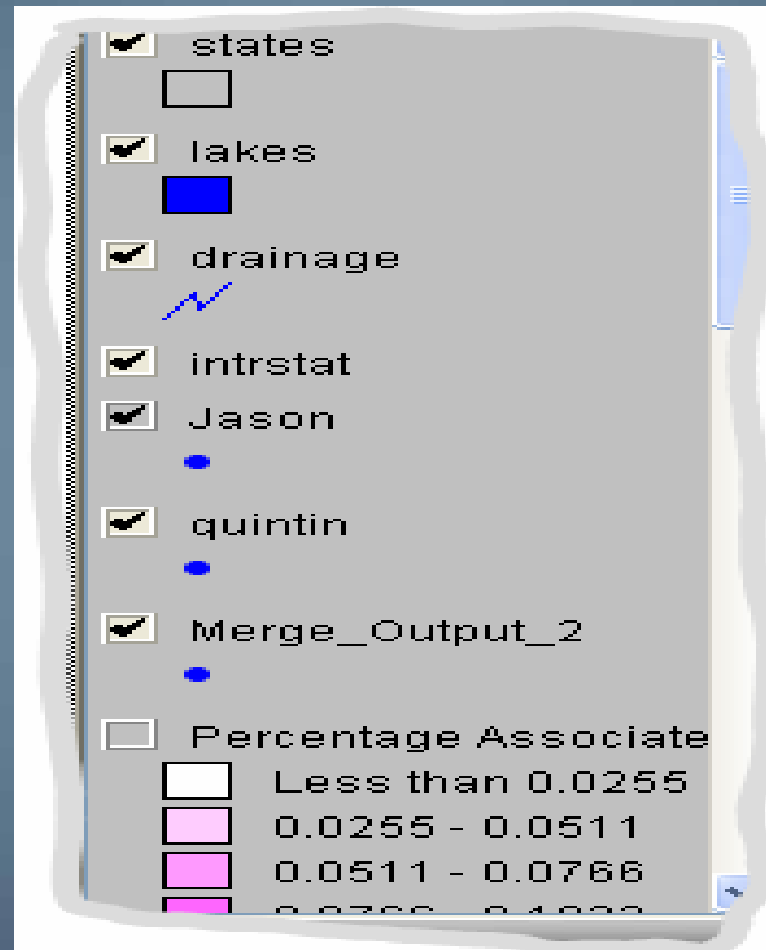 states
lakes
drainage
intrstat
Jason
quintin
Merge_Output_2
Percentage Associate
Less than 0.0255
0.0255 - 0.0511
0.0511 - 0.0766